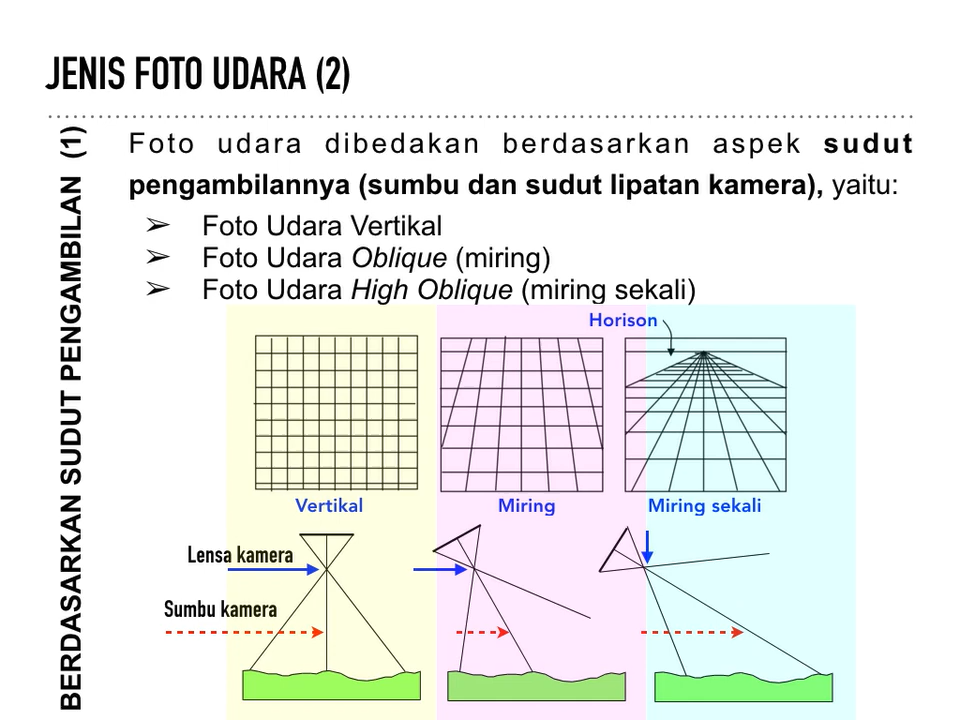 JENIS FOTO UDARA (2)
BERDASARKAN SUDUT PENGAMBILAN (1)
Foto udara dibedakan berdasarkan aspek sudut
pengambilannya (sumbu dan sudut lipatan kamera), yaitu:
➢ Foto Udara Vertikal
➢ Foto Udara Oblique (miring)
➢ Foto Udara High Oblique (miring sekali)
Horison
Vertikal
Miring
Miring sekali
Lensa kamera
Sumbu kamera